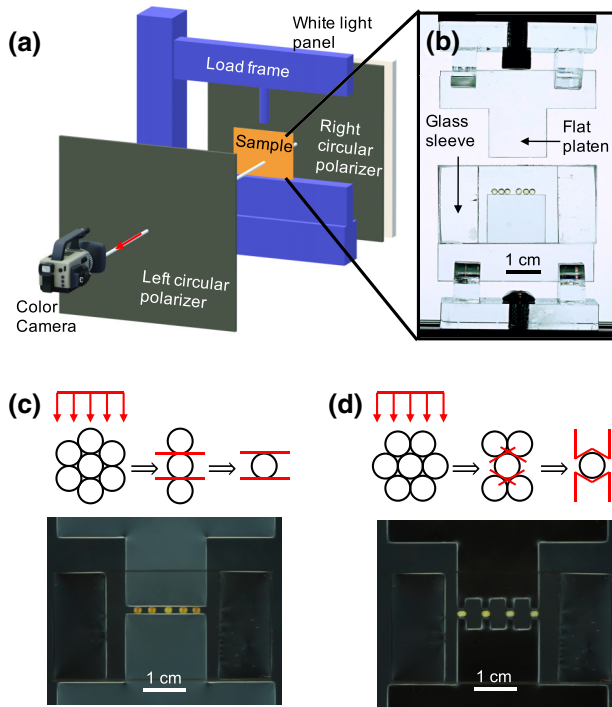 (a)
White light
panel
Load frame
Sample
Right
circular
polarizer
Left circular
polarizer
Color
Camera
(b)
Glass
sleeve
Flat
platen
1 cm
(c)
1 cm
(d)
1 cm